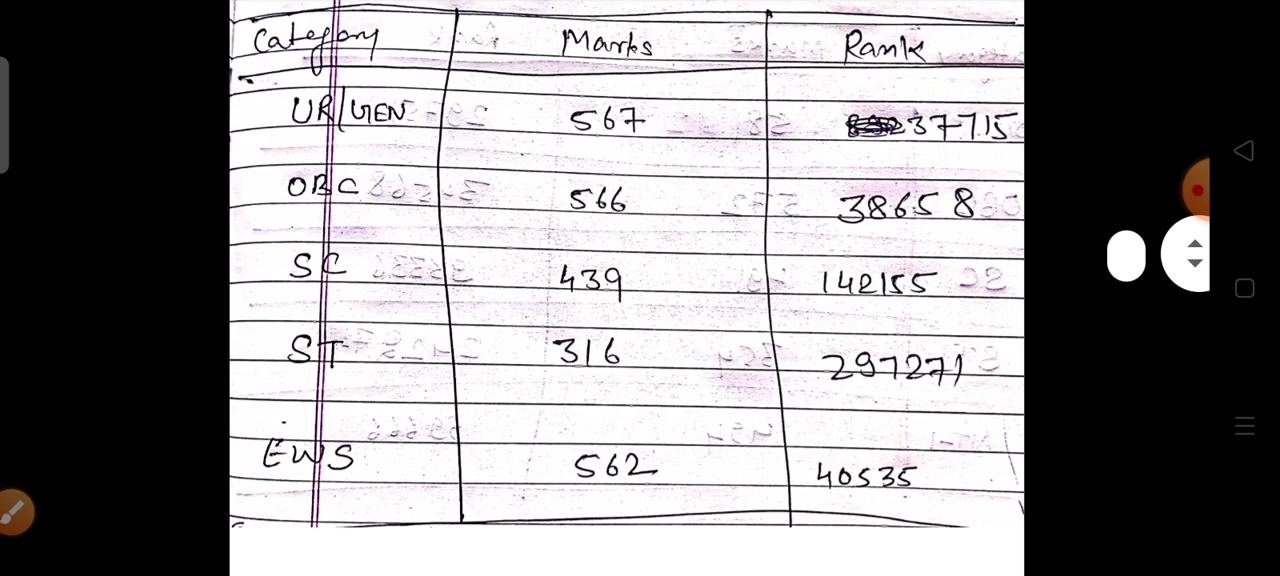 Category Marks Rank
UR/GEN 567 37715
OBC 566 38658
SC 439 142155
ST 316 297271
EWS 562 40535